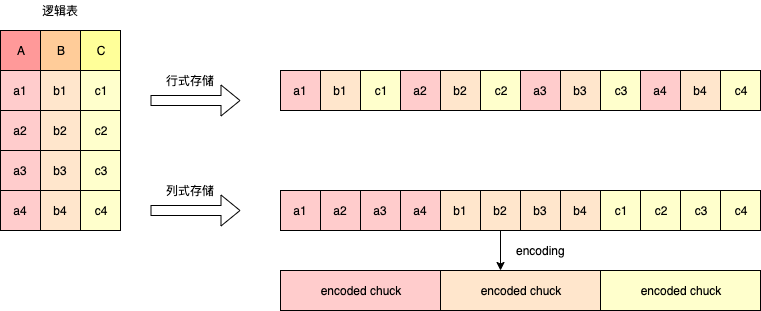 逻辑表
A B C
a1 b1 c1
a2 b2 c2
a3 b3 c3
a4 b4 c4
行式存储
a1 b1 c1 a2 b2 c2 a3 b3 c3 a4 b4 c4
列式存储
a1 a2 a3 a4 b1 b2 b3 b4 c1 c2 c3 c4
encoding
encoded chuck encoded chuck encoded chuck